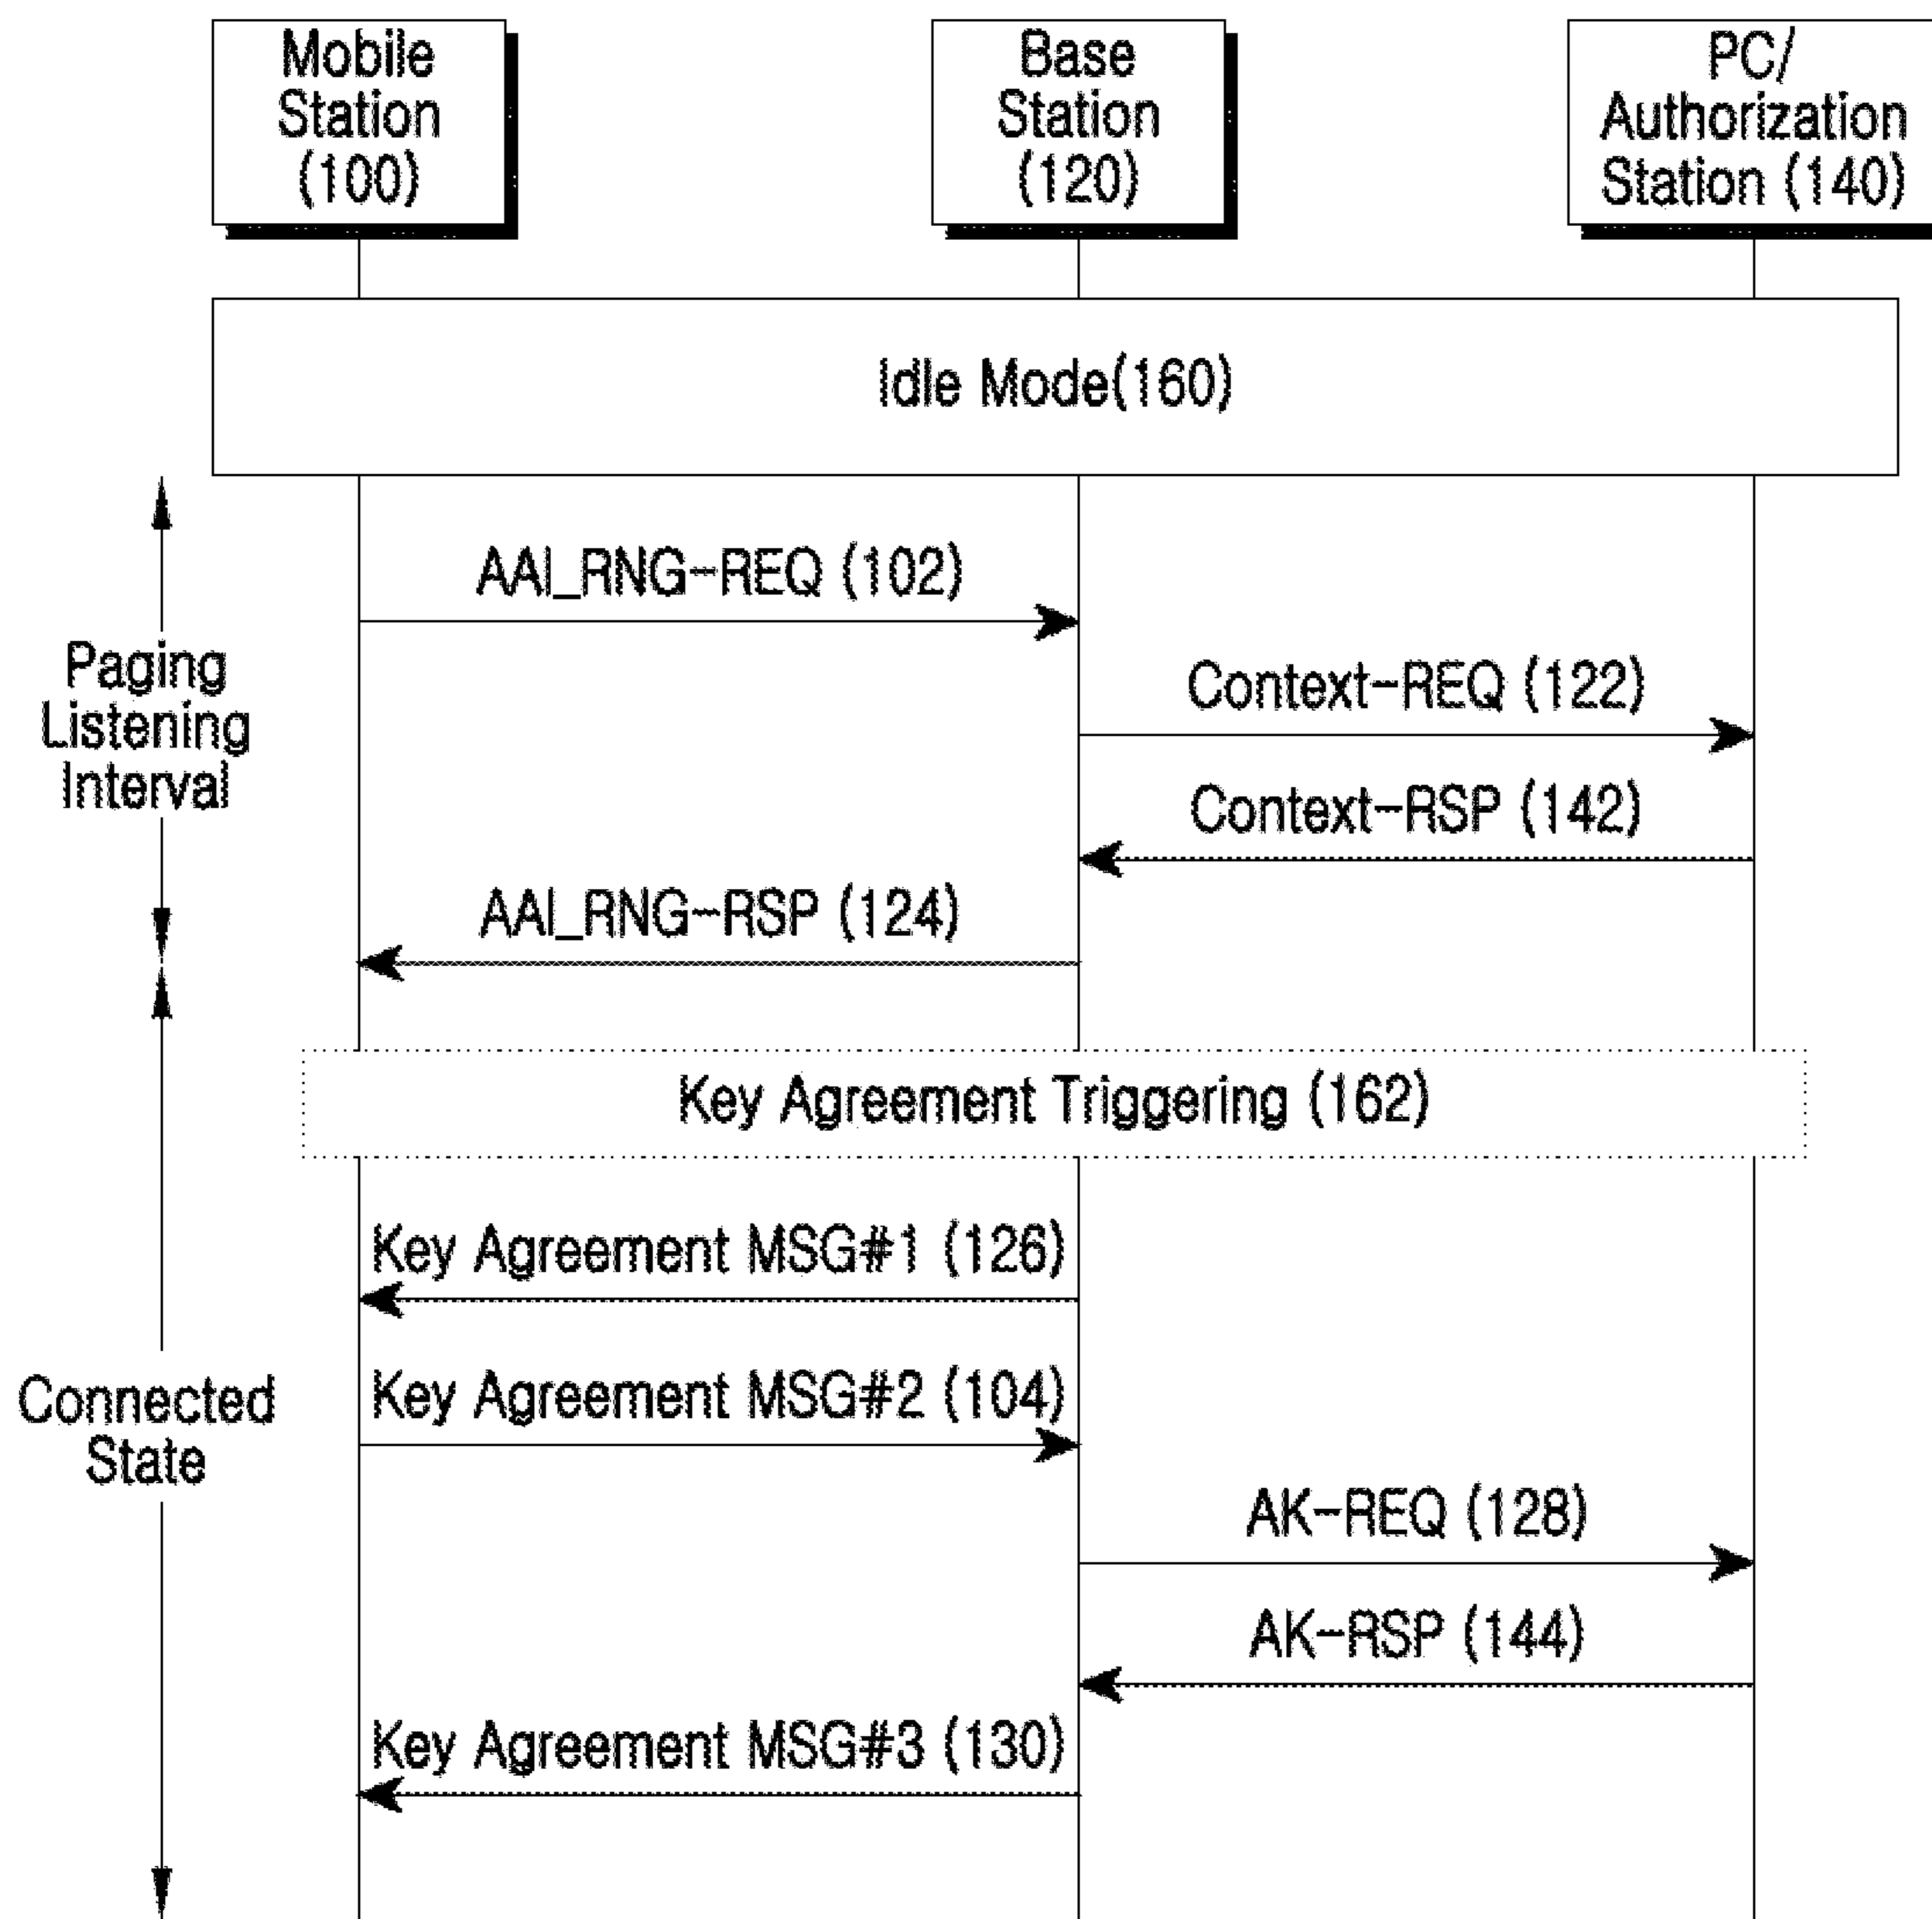 Mobile
Station
(100)
Base
Station
(120)
PC/
Authorization
Station (140)
Idle Mode(160)
AAI_RNG-REQ (102)
Paging
Listening
Interval
Context-REQ (122)
Context-RSP (142)
AAI_RNG-RSP (124)
Key Agreement Triggering (162)
Key Agreement MSG#1 (126)
Connected
State
Key Agreement MSG#2 (104)
AK-REQ (128)
AK-RSP (144)
Key Agreement MSG#3 (130)